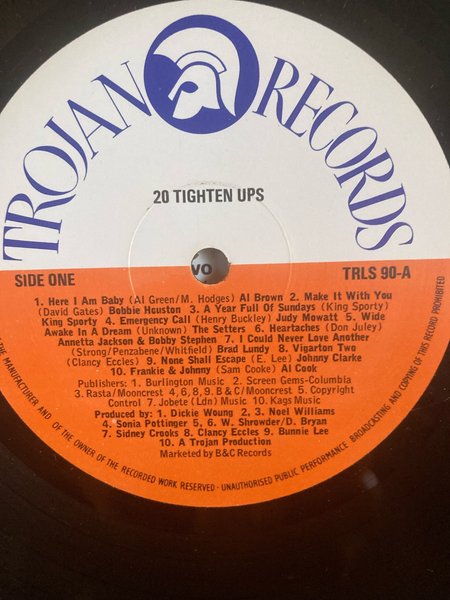 TROJAN RECORDS
20 TIGHTEN UPS
VO
SIDE ONE
TRLS 90-A
1. Here I Am Baby (Al Green/M. Hodges) Al Brown 2. Make It With You
(David Gates) Bobbie Houston 3. A Year Full Of Sundays (King Sporty)
King Sporty 4. Emergency Call (Henry Buckley) Judy Mowatt 5. Wide
Awake In A Dream (Unknown) The Setters 6. Heartaches (Don Juley)
Annetta Jackson & Bobby Stephen 7. I Could Never Love Another
(Strong/Penzabene/Whitfield) Brad Lundy 8. Vigarton Two
(Clancy Eccles) 9. None Shall Escape (E. Lee) Johnny Clarke
10. Frankie & Johnny (Sam Cooke) Al Cook
Publishers: 1. Burlington Music 2. Screen Gems-Columbia
3. Rasta/Mooncrest 4,6,8,9. B&C/Mooncrest 5. Copyright
Control 7. Jobete (Ldn) Music 10. Kags Music
Produced by: 1. Dickie Woung 2, 3. Noel Williams
4. Sonia Pottinger 5, 6. W. Shrowder/D. Bryan
7. Sidney Crooks 8. Clancy Eccles 9. Bunnie Lee
10. A Trojan Production
Marketed by B&C Records
THE MANUFACTURER AND OF THE OWNER OF THE RECORDED WORK RESERVED - UNAUTHORISED PUBLIC PERFORMANCE BROADCASTING AND COPYING OF THIS RECORD PROHIBITED